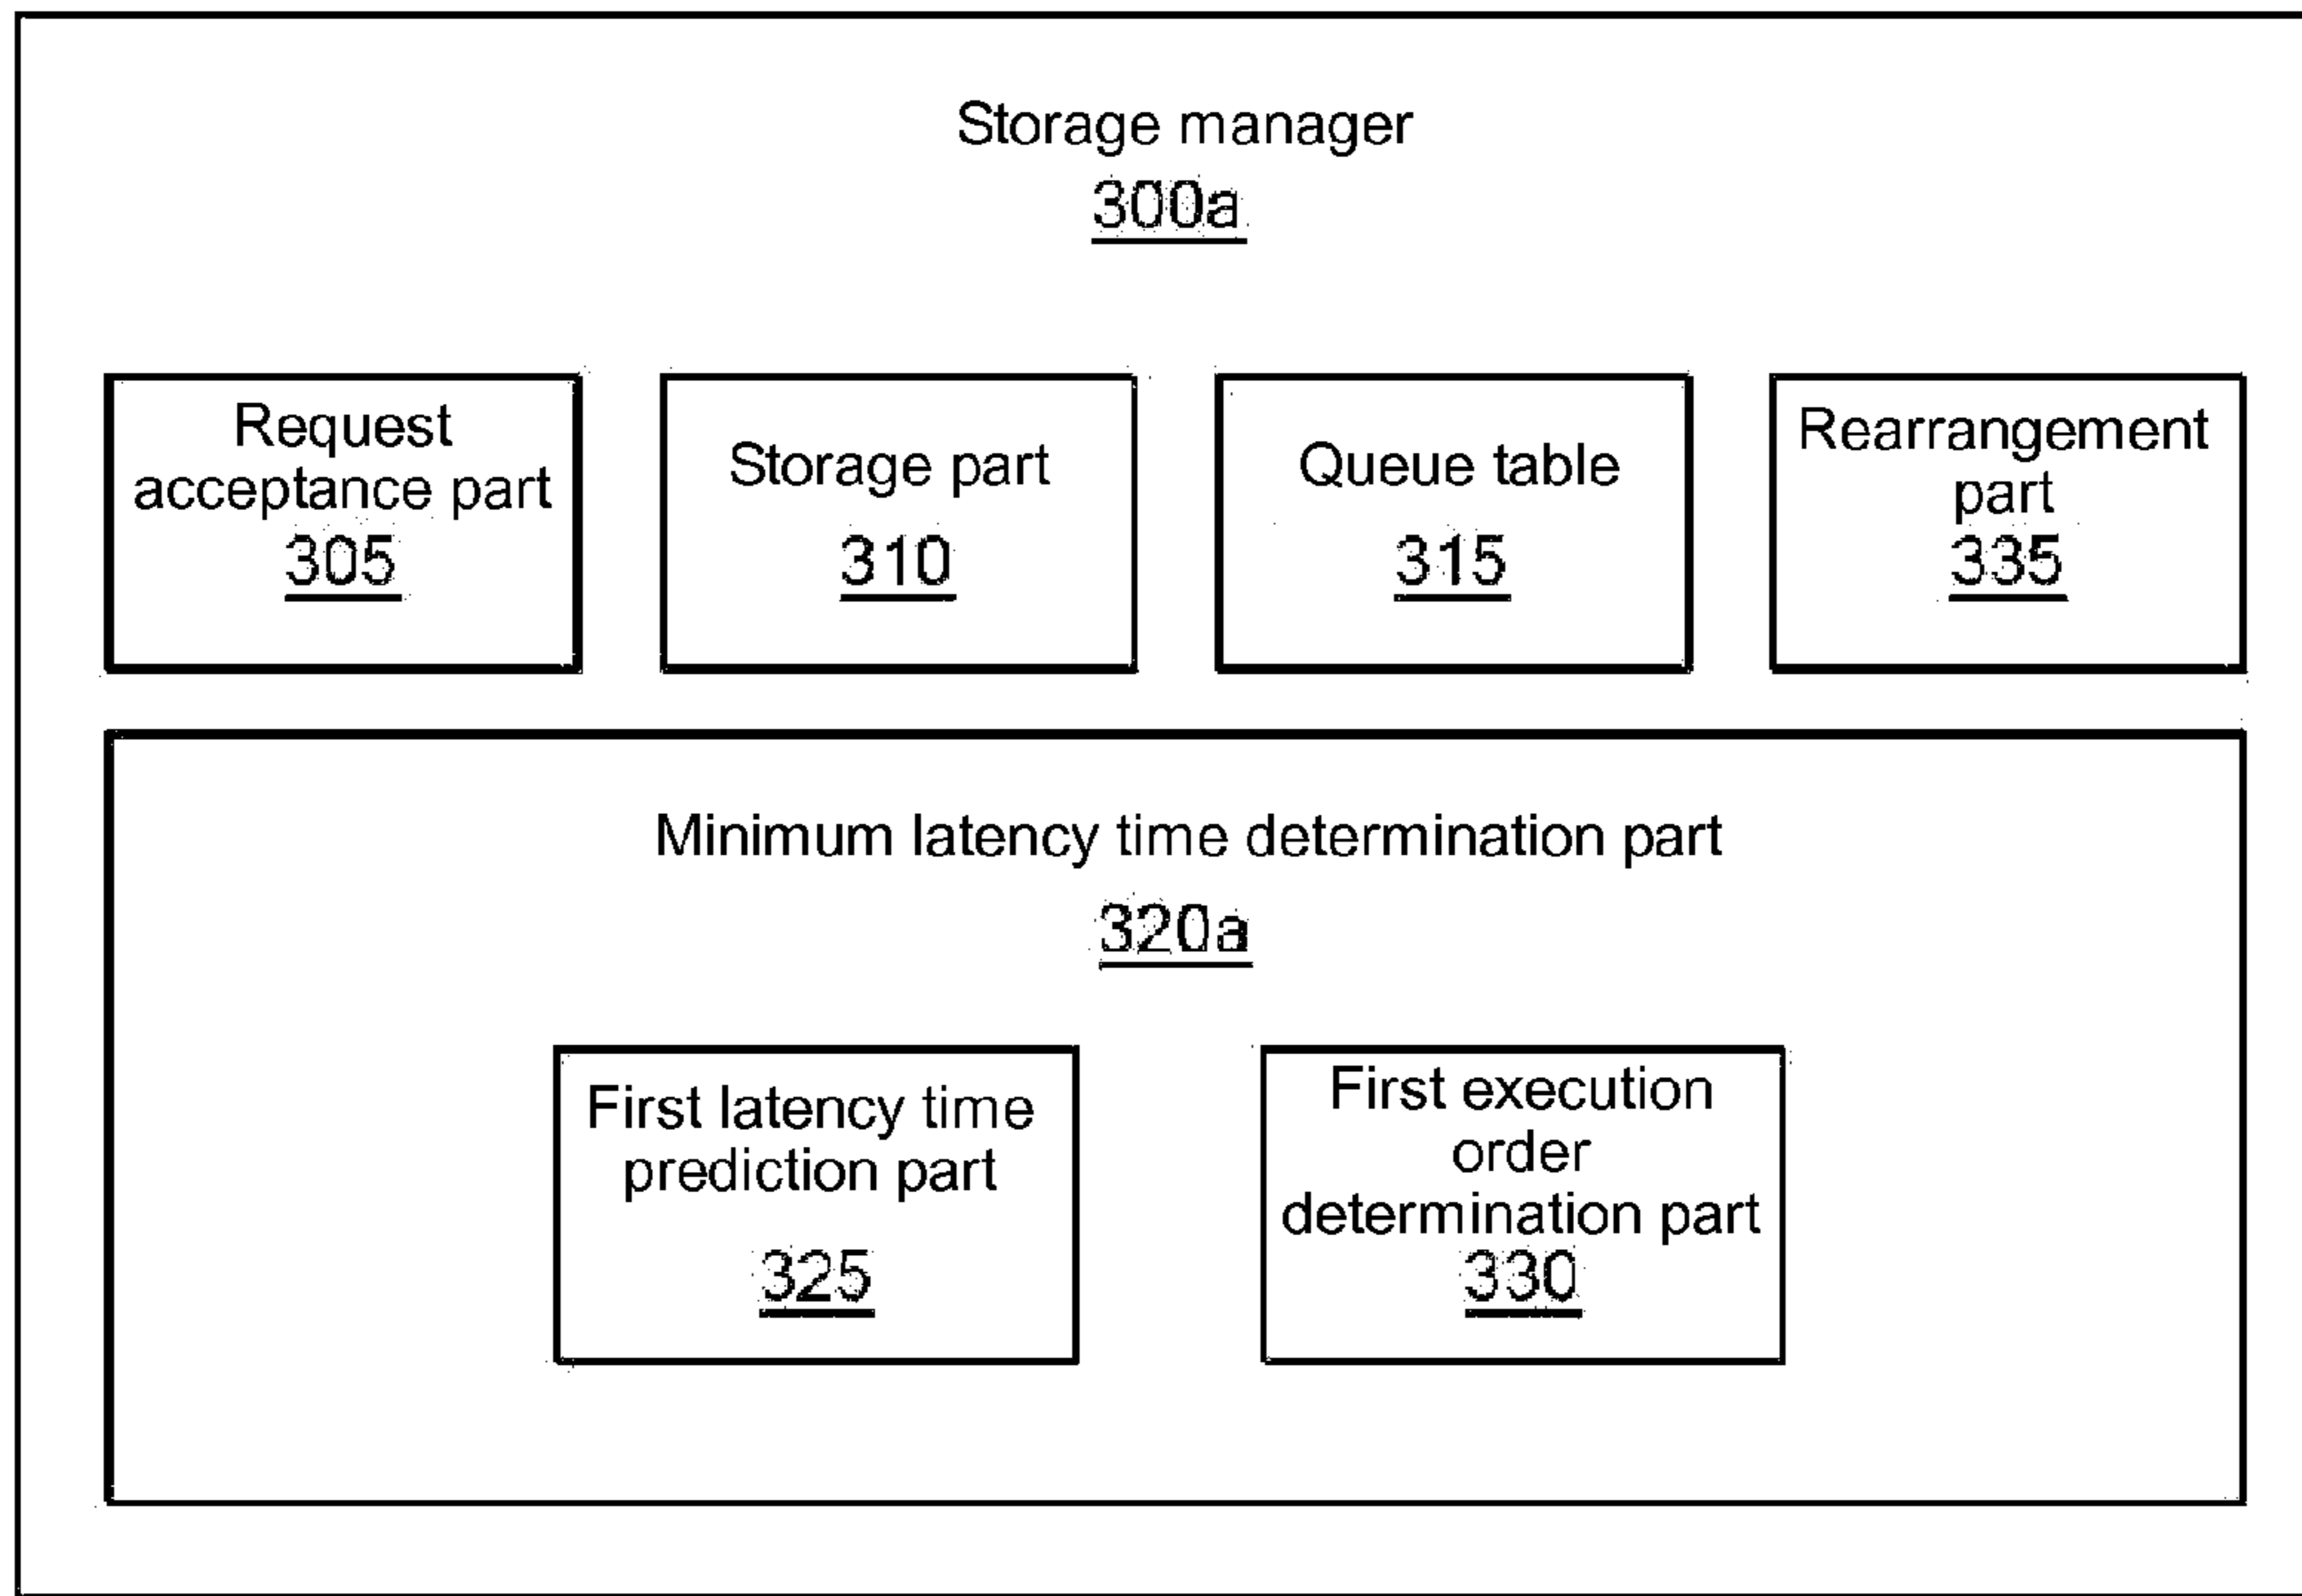 Storage manager
300a
Request
acceptance part
305
Storage part
310
Queue table
315
Rearrangement
part
335
Minimum latency time determination part
320a
First latency time
prediction part
325
First execution
order
determination part
330